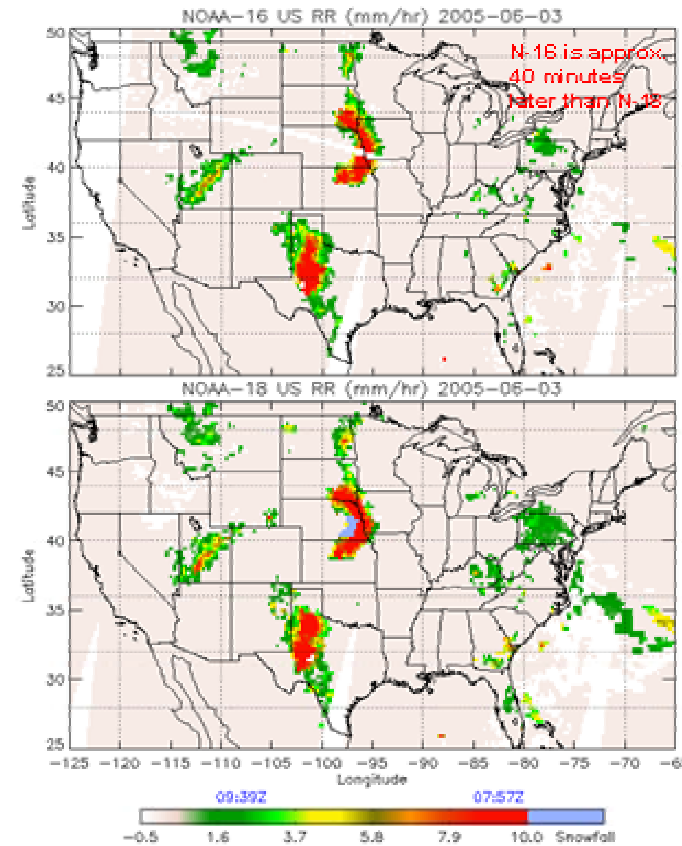 NOAA-16 US RR (mm/hr) 2005-06-03
N-16 is approx.
40 minutes
later than N-18
50
45
40
35
30
25
Latitude
NOAA-18 US RR (mm/hr) 2005-06-03
50
45
40
35
30
25
Latitude
-125 -120 -115 -110 -105 -100 -95 -90 -85 -80 -75 -70 -6
Longitude
09:39Z 07:57Z
-0.5 1.6 3.7 5.8 7.9 10.0 Snowfall